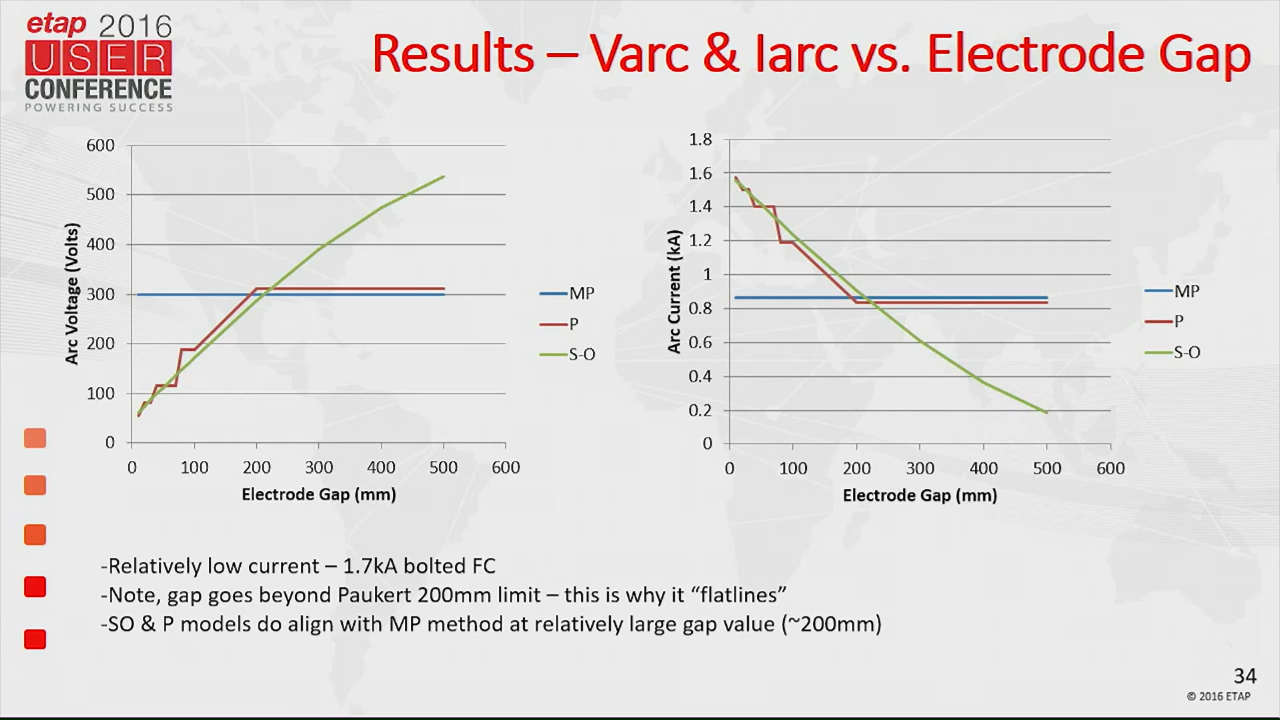 etap 2016
USER
CONFERENCE
POWERING SUCCESS
Results – Varc & Iarc vs. Electrode Gap
600
500
400
300
200
100
0
Arc Voltage (Volts)
0 100 200 300 400 500 600
Electrode Gap (mm)
MP
P
S-O
1.8
1.6
1.4
1.2
1
0.8
0.6
0.4
0.2
0
Arc Current (kA)
0 100 200 300 400 500 600
Electrode Gap (mm)
MP
P
S-O
-Relatively low current – 1.7kA bolted FC
-Note, gap goes beyond Paukert 200mm limit – this is why it “flatlines”
-SO & P models do align with MP method at relatively large gap value (~200mm)
34
© 2016 ETAP